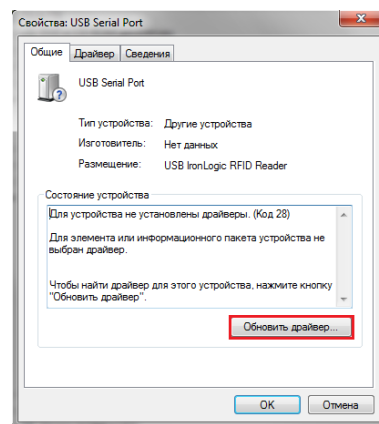 Свойства: USB Serial Port
Общие Драйвер Сведения
USB Serial Port
Тип устройства: Другие устройства
Изготовитель: Нет данных
Размещение: USB IronLogic RFID Reader
Состояние устройства
Для устройства не установлены драйверы. (Код 28)
Для элемента или информационного пакета устройства не
выбран драйвер.
Чтобы найти драйвер для этого устройства, нажмите кнопку
"Обновить драйвер".
Обновить драйвер...
OK Отмена